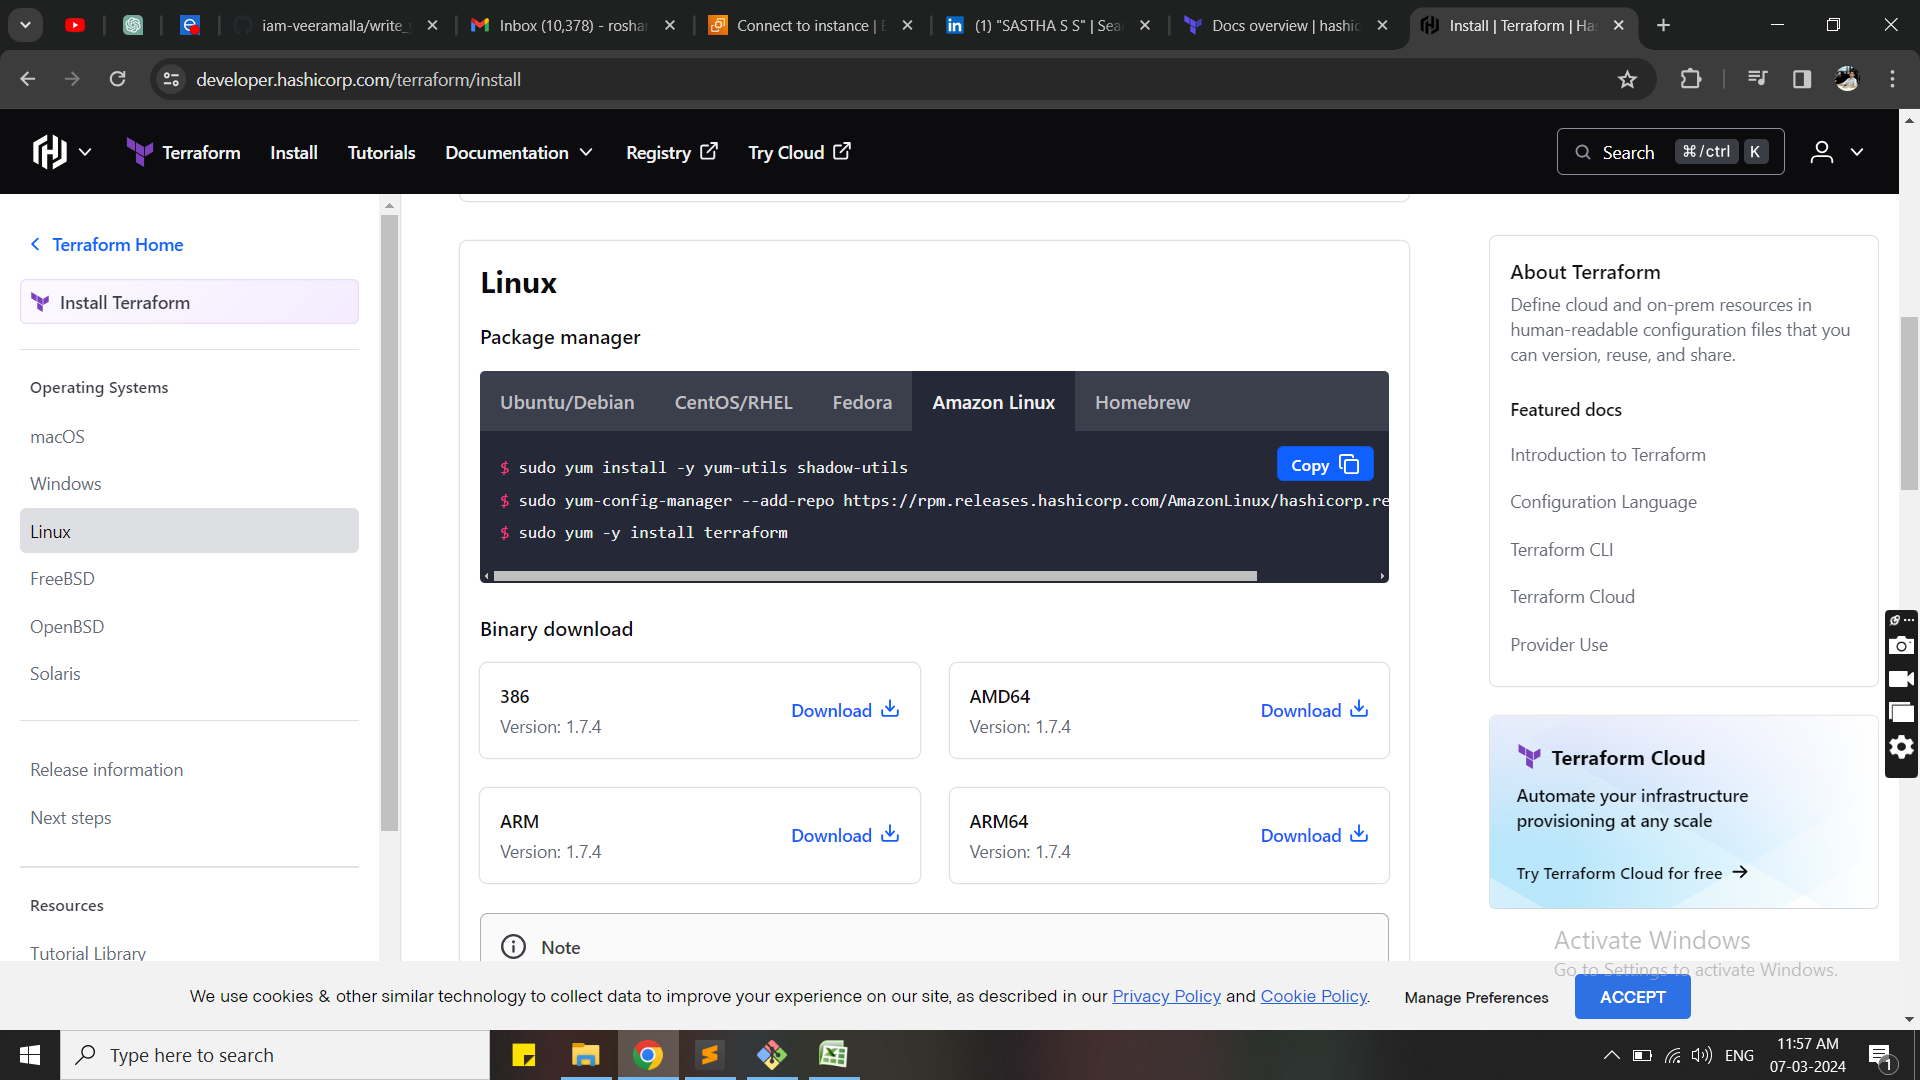 iam-veeramalla/write_
Inbox (10,378) - roshar
Connect to instance | E
(1) "SASTHA S S" | Sear
Docs overview | hashic
Install | Terraform | Has
developer.hashicorp.com/terraform/install
Terraform
Install
Tutorials
Documentation
Registry
Try Cloud
Search
⌘/ctrl
K
Terraform Home
Install Terraform
Operating Systems
macOS
Windows
Linux
FreeBSD
OpenBSD
Solaris
Release information
Next steps
Resources
Tutorial Library
Linux
Package manager
Ubuntu/Debian
CentOS/RHEL
Fedora
Amazon Linux
Homebrew
$ sudo yum install -y yum-utils shadow-utils
Copy
$ sudo yum-config-manager --add-repo https://rpm.releases.hashicorp.com/AmazonLinux/hashicorp.re
$ sudo yum -y install terraform
Binary download
386
Version: 1.7.4
Download
AMD64
Version: 1.7.4
Download
ARM
Version: 1.7.4
Download
ARM64
Version: 1.7.4
Download
Note
About Terraform
Define cloud and on-prem resources in
human-readable configuration files that you
can version, reuse, and share.
Featured docs
Introduction to Terraform
Configuration Language
Terraform CLI
Terraform Cloud
Provider Use
Terraform Cloud
Automate your infrastructure
provisioning at any scale
Try Terraform Cloud for free
Activate Windows
Go to Settings to activate Windows.
We use cookies & other similar technology to collect data to improve your experience on our site, as described in our Privacy Policy and Cookie Policy.
Manage Preferences
ACCEPT
Type here to search
ENG
11:57 AM
07-03-2024
1